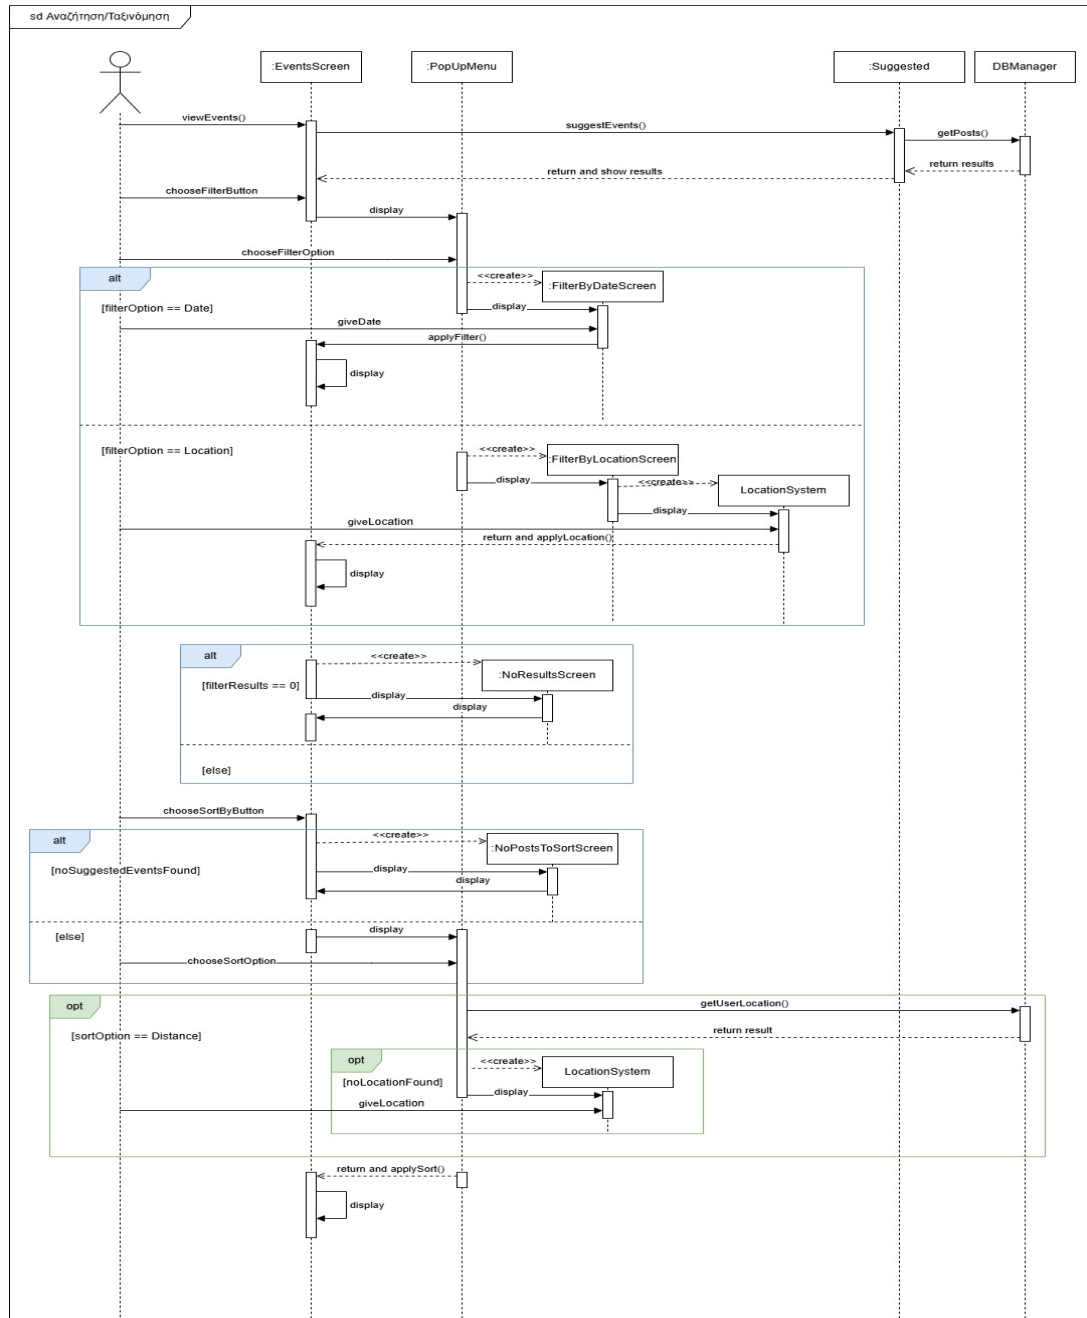 sd Αναζήτηση/Ταξινόμηση
:EventsScreen
:PopUpMenu
:Suggested
DBManager
viewEvents()
suggestEvents()
getPosts()
return results
return and show results
chooseFilterButton
display
chooseFilterOption
alt
<<create>>
:FilterByDateScreen
[filterOption == Date]
display
giveDate
applyFilter()
display
[filterOption == Location]
<<create>>
:FilterByLocationScreen
display
<<create>>
LocationSystem
display
giveLocation
return and applyLocation()
display
alt
<<create>>
:NoResultsScreen
[filterResults == 0]
display
display
[else]
chooseSortByButton
alt
<<create>>
:NoPostsToSortScreen
[noSuggestedEventsFound]
display
display
[else]
display
chooseSortOption
opt
getUserLocation()
[sortOption == Distance]
return result
opt
<<create>>
LocationSystem
[noLocationFound]
display
giveLocation
return and applySort()
display